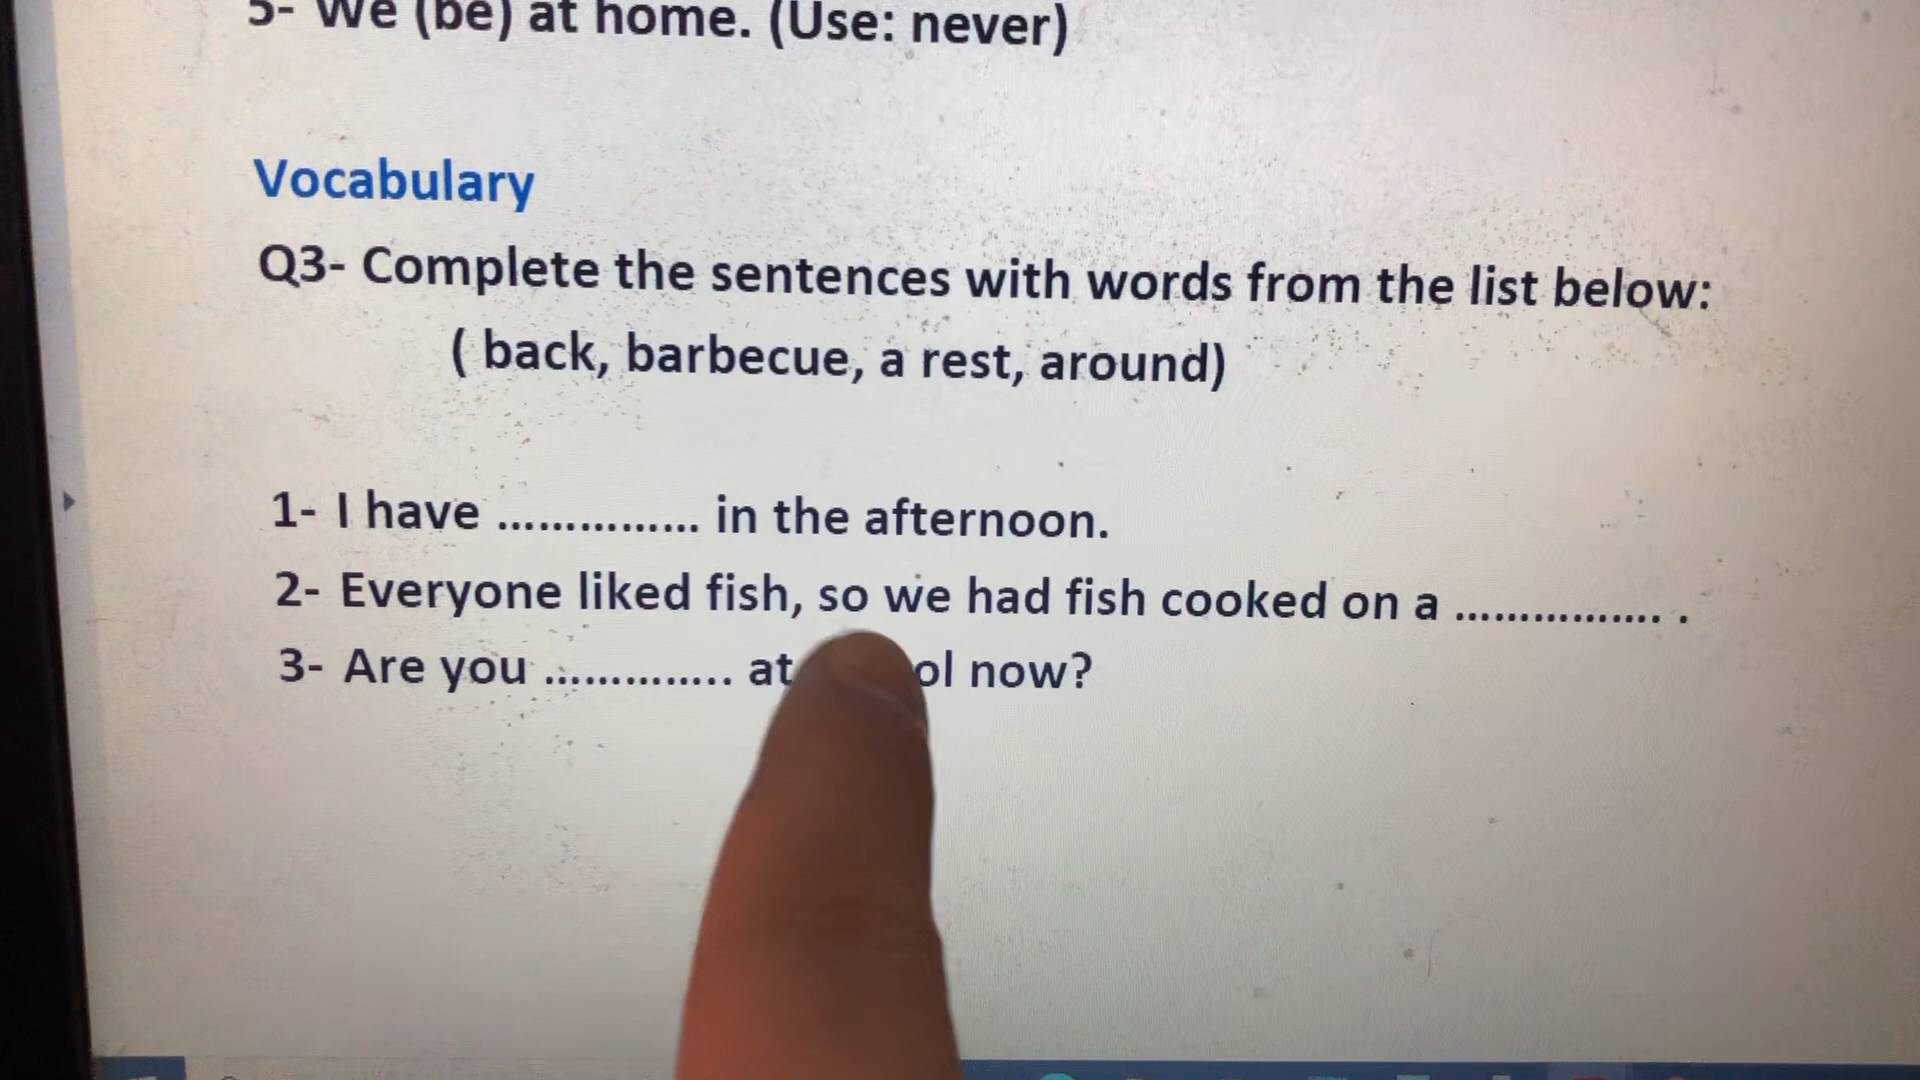 5- We (be) at home. (Use: never)
Vocabulary
Q3- Complete the sentences with words from the list below:
( back, barbecue, a rest, around)
1- I have ............... in the afternoon.
2- Everyone liked fish, so we had fish cooked on a ................ .
3- Are you .............. at ol now?